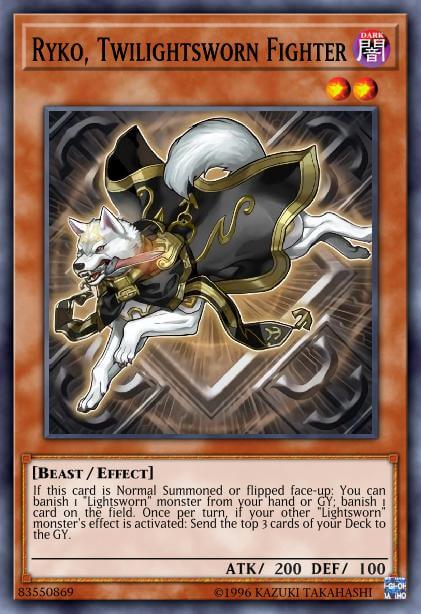 Ryko, Twilightsworn Fighter
DARK
闇
[Beast / Effect]
If this card is Normal Summoned or flipped face-up: You can
banish 1 "Lightsworn" monster from your hand or GY; banish 1
card on the field. Once per turn, if your other "Lightsworn"
monster's effect is activated: Send the top 3 cards of your Deck to
the GY.
ATK/ 200 DEF/ 100
83550869
©1996 KAZUKI TAKAHASHI